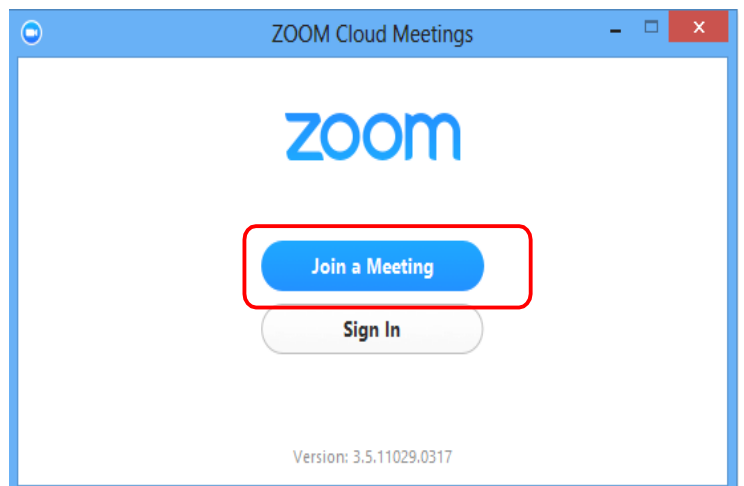 ZOOM Cloud Meetings
zoom
Join a Meeting
Sign In
Version: 3.5.11029.0317